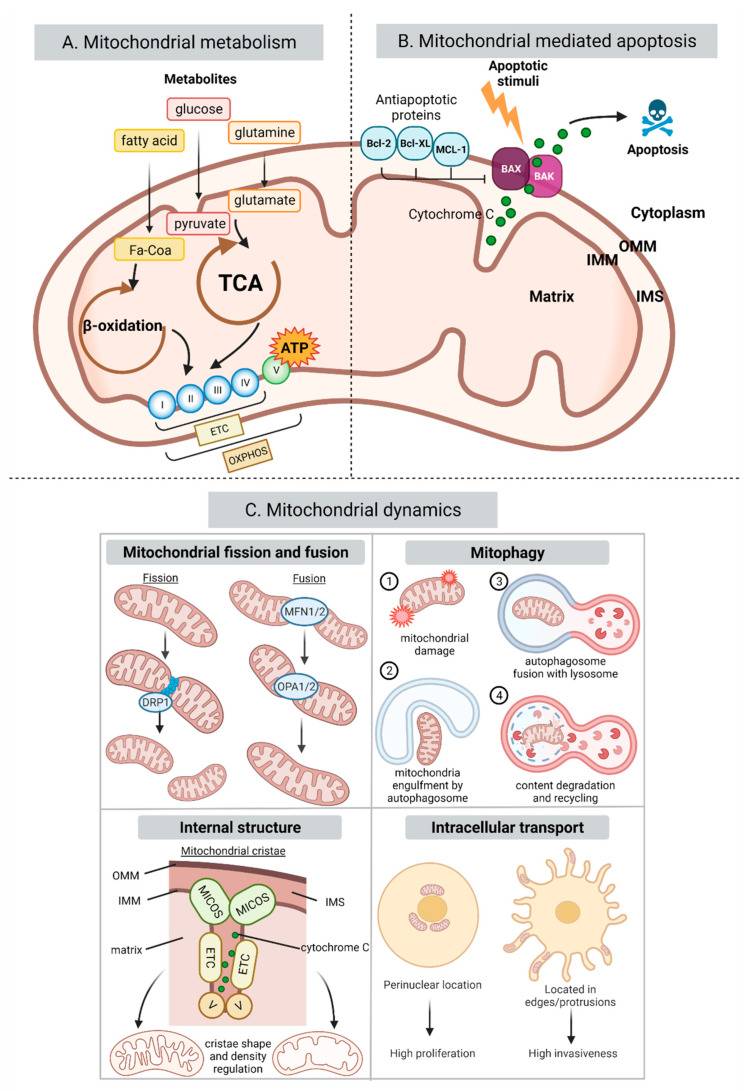 A. Mitochondrial metabolism
Metabolites
glucose
fatty acid
glutamine
glutamate
pyruvate
Fa-Coa
TCA
β-oxidation
ATP
I
II
III
IV
V
ETC
OXPHOS
B. Mitochondrial mediated apoptosis
Apoptotic
stimuli
Antiapoptotic
proteins
Bcl-2
Bcl-XL
MCL-1
BAX
BAK
Apoptosis
Cytochrome C
Cytoplasm
OMM
IMM
IMS
Matrix
C. Mitochondrial dynamics
Mitochondrial fission and fusion
Fission
Fusion
MFN1/2
DRP1
OPA1/2
Mitophagy
1
mitochondrial
damage
2
mitochondria
engulfment by
autophagosome
3
autophagosome
fusion with lysosome
4
content degradation
and recycling
Internal structure
Mitochondrial cristae
OMM
IMM
MICOS
MICOS
IMS
matrix
ETC
ETC
cytochrome C
V
V
cristae shape
and density
regulation
Intracellular transport
Perinuclear location
High proliferation
Located in
edges/protrusions
High invasiveness